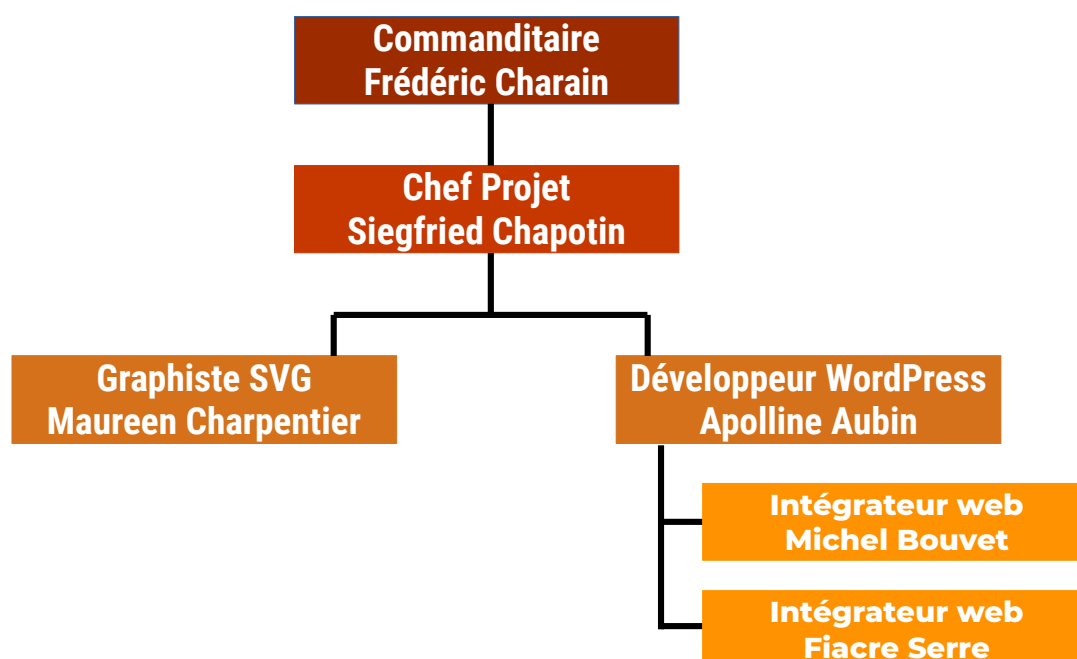 Commanditaire
Frédéric Charain
Chef Projet
Siegfried Chapotin
Graphiste SVG
Maureen Charpentier
Développeur WordPress
Apolline Aubin
Intégrateur web
Michel Bouvet
Intégrateur web
Fiacre Serre